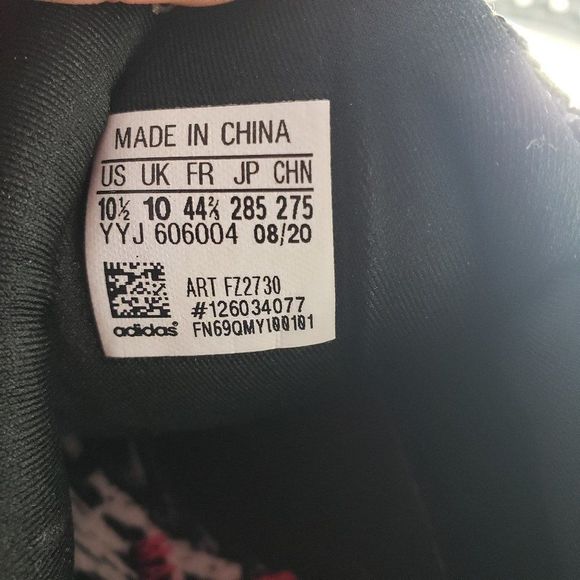 MADE IN CHINA
US UK FR JP CHN
10½ 10 44⅔ 285 275
YYJ 606004 08/20
ART FZ2730
#126034077
adidas® FN69QMYI00101